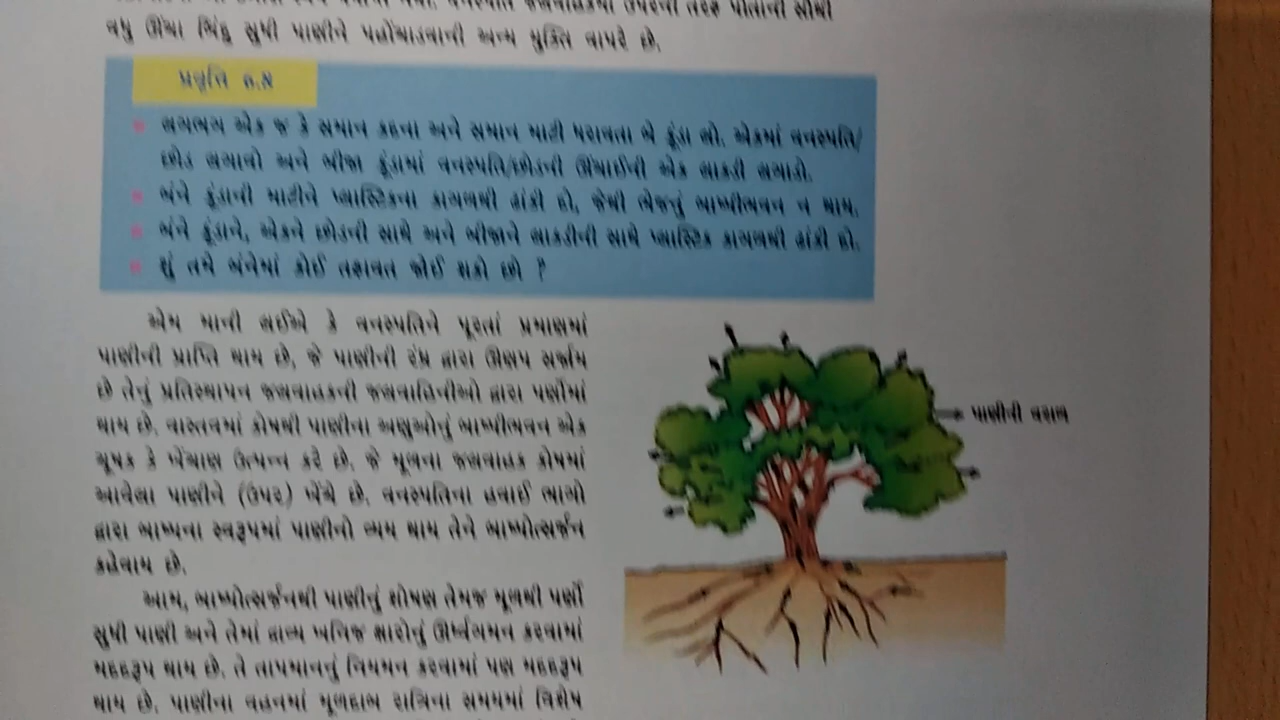 વધુ ઊંચા બિંદુ સુધી પાણીને પહોંચાડવાની અન્ય યુક્તિ વાપરે છે.
પ્રવૃત્તિ 6.8
લગભગ એક જ કે સમાન કદના અને સમાન માટી ધરાવતા બે કૂંડા લો. એકમાં વનસ્પતિ/
છોડ લગાવો અને બીજા કૂંડામાં વનસ્પતિ/છોડની ઊંચાઈની એક લાકડી લગાડો.
બંને કૂંડાની માટીને પ્લાસ્ટિકના કાગળથી ઢાંકી દો, જેથી ભેજનું બાષ્પીભવન ન થાય.
બંને કૂંડાને, એકને છોડની સાથે અને બીજાને લાકડીની સાથે પ્લાસ્ટિક કાગળથી ઢાંકી દો.
શું તમે બંનેમાં કોઈ તફાવત જોઈ શકો છો ?
એમ માની લઈએ કે વનસ્પતિને પૂરતાં પ્રમાણમાં
પાણીની પ્રાપ્તિ થાય છે, જે પાણીની રંધ્ર દ્વારા ઊણપ સર્જાય
છે તેનું પ્રતિસ્થાપન જલવાહકની જલવાહિનીઓ દ્વારા પર્ણોમાં
થાય છે. વાસ્તવમાં કોષથી પાણીના અણુઓનું બાષ્પીભવન એક
ચૂષક કે ખેંચાણ ઉત્પન્ન કરે છે. જે મૂળના જલવાહક કોષમાં
આવેલા પાણીને (ઉપર) ખેંચે છે. વનસ્પતિના હવાઈ ભાગો
દ્વારા બાષ્પના સ્વરૂપમાં પાણીનો વ્યય થાય તેને બાષ્પોત્સર્જન
કહેવાય છે.
આમ, બાષ્પોત્સર્જનથી પાણીનું શોષણ તેમજ મૂળથી પર્ણો
સુધી પાણી અને તેમાં દ્રાવ્ય ખનિજ ક્ષારોનું ઊર્ધ્વગમન કરવામાં
મદદરૂપ થાય છે. તે તાપમાનનું નિયમન કરવામાં પણ મદદરૂપ
થાય છે. પાણીના વહનમાં મૂળદાબ રાત્રિના સમયમાં વિશેષ
પાણીની વરાળ